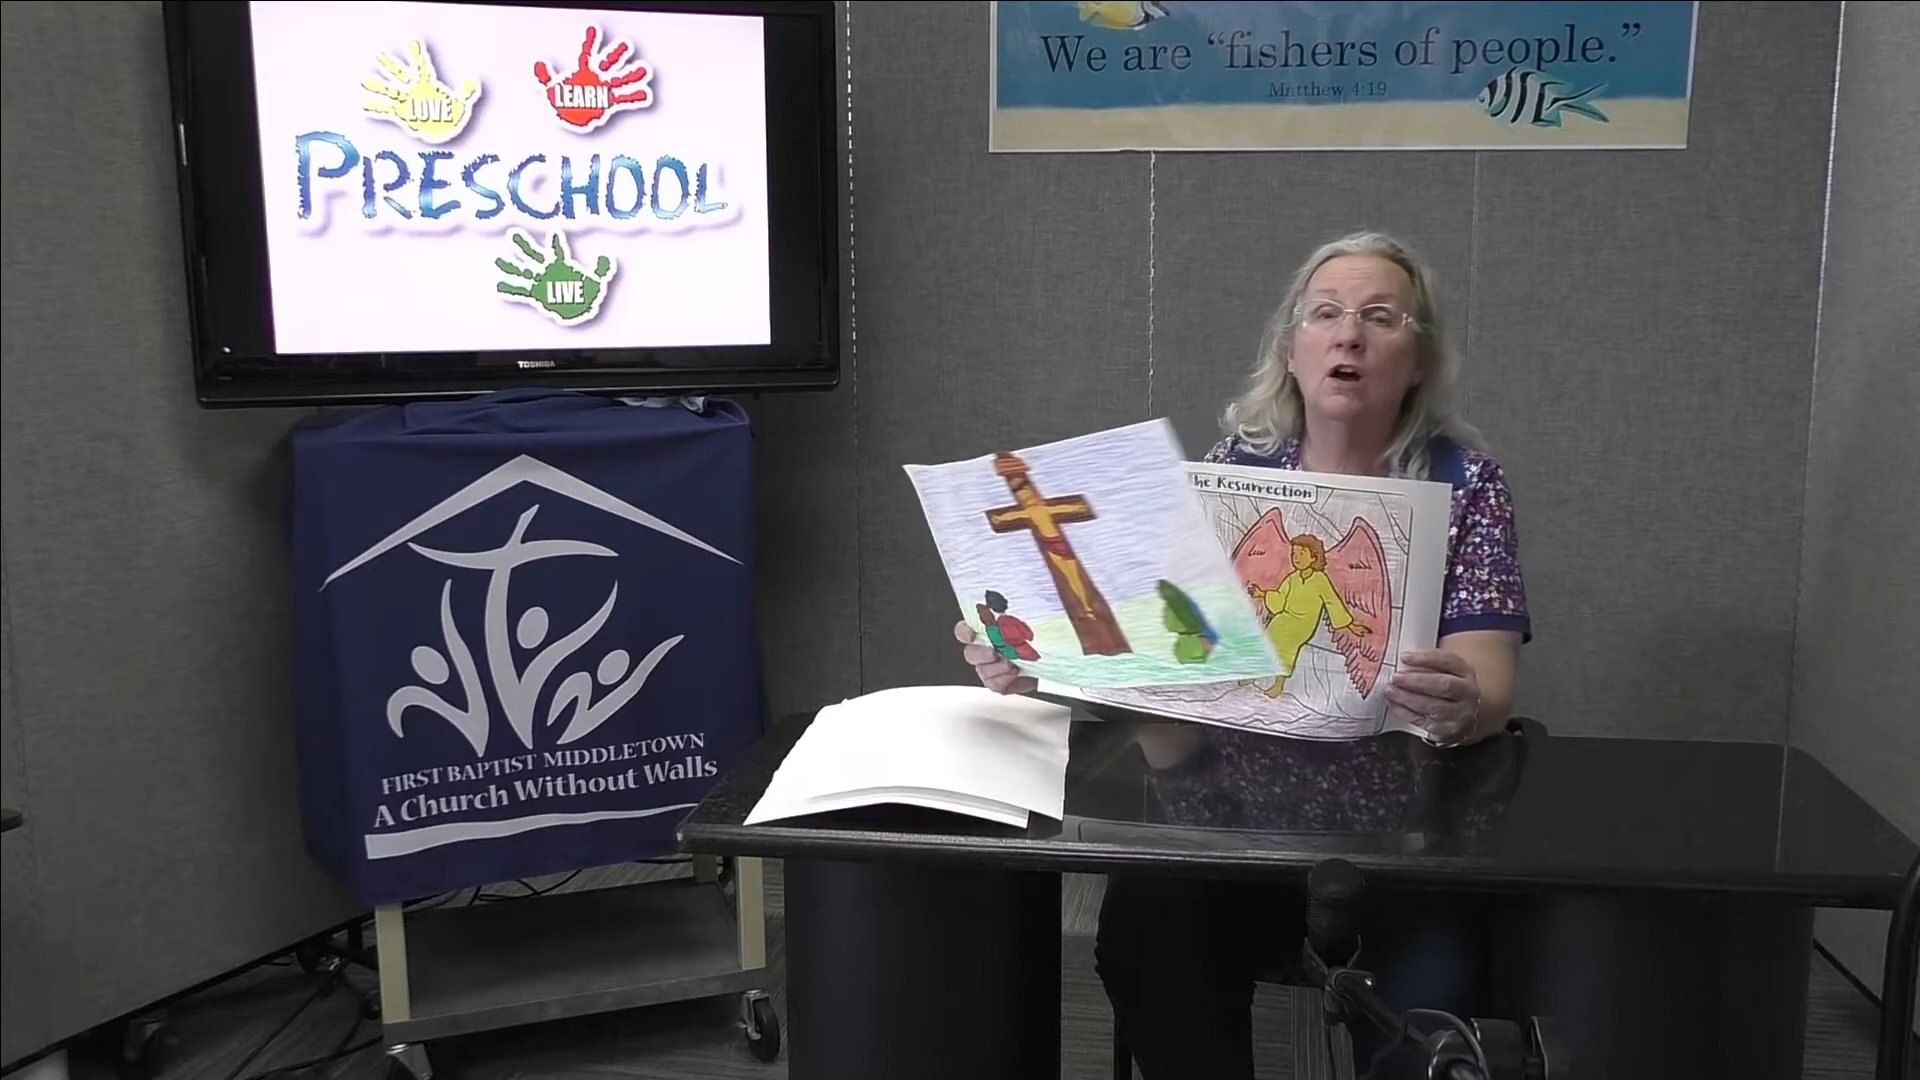 LOVE
LEARN
PRESCHOOL
LIVE
TOSHIBA
We are “fishers of people.”
Matthew 4:19
he Resurrection
FIRST BAPTIST MIDDLETOWN
A Church Without Walls